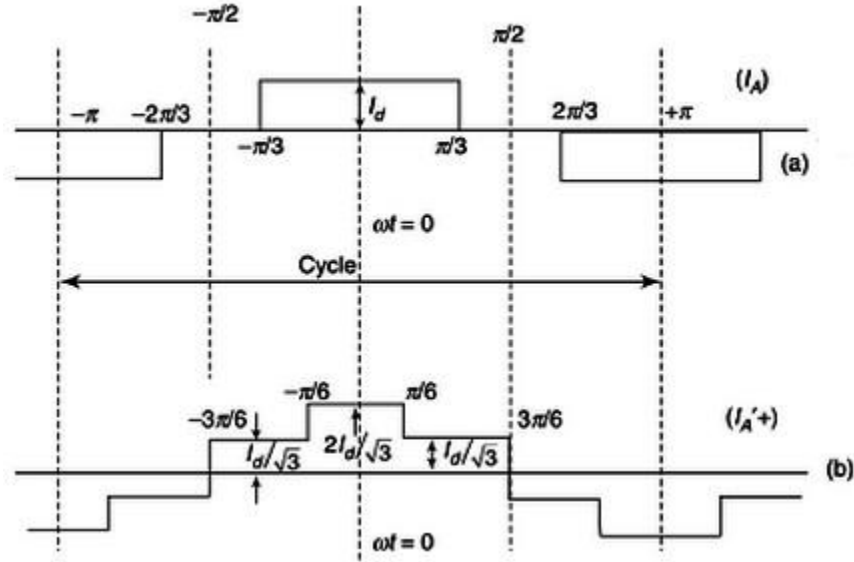 −π/2
π/2
(I_A)
−π
−2π/3
I_d
2π/3
+π
−π/3
π/3
(a)
ωt = 0
Cycle
−π/6
π/6
−3π/6
3π/6
(I_A'+)
I_d/√3
2I_d/√3
I_d/√3
(b)
ωt = 0